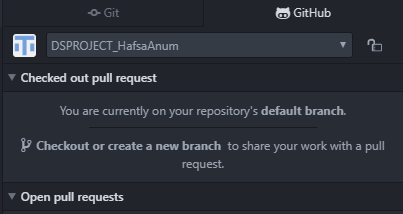 Git
GitHub
DSPROJECT_HafsaAnum
Checked out pull request
You are currently on your repository's default branch.
Checkout or create a new branch to share your work with a pull
request.
Open pull requests